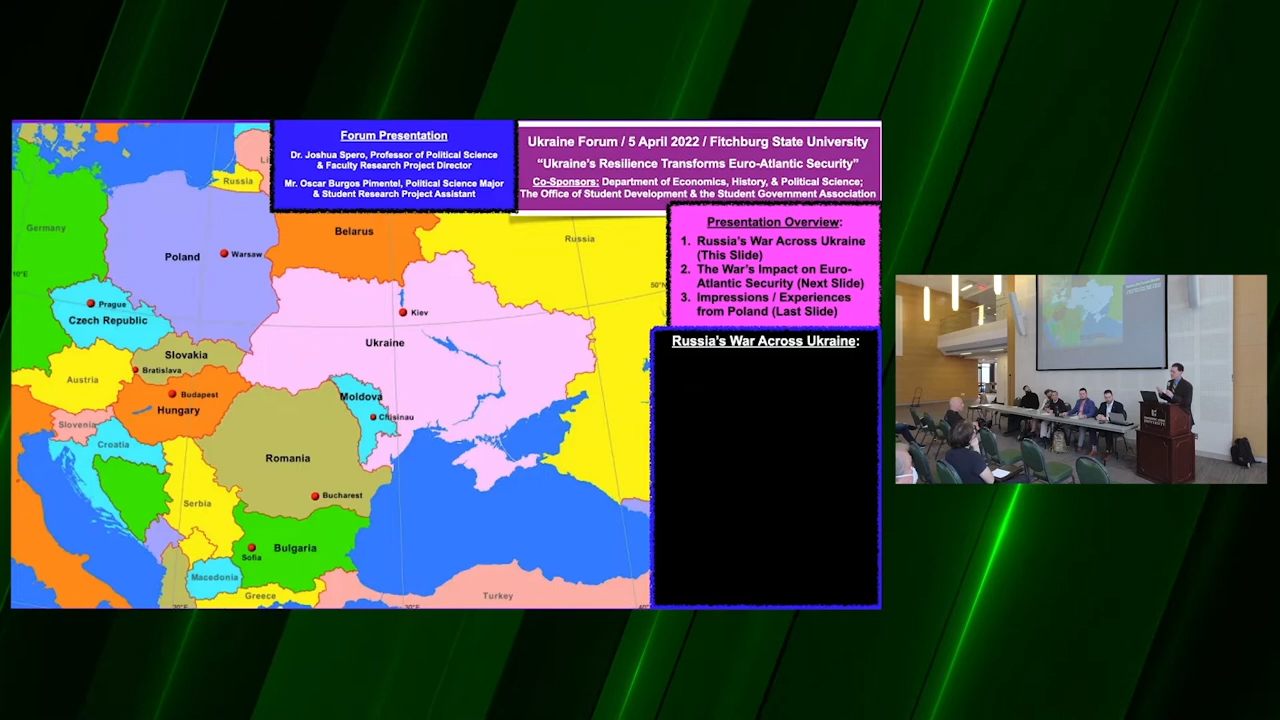 Forum Presentation
Dr. Joshua Spero, Professor of Political Science
& Faculty Research Project Director
Mr. Oscar Burgos Pimentel, Political Science Major
& Student Research Project Assistant
Ukraine Forum / 5 April 2022 / Fitchburg State University
“Ukraine’s Resilience Transforms Euro-Atlantic Security”
Co-Sponsors: Department of Economics, History, & Political Science;
The Office of Student Development & the Student Government Association
Presentation Overview:
1. Russia’s War Across Ukraine
(This Slide)
2. The War’s Impact on Euro-
Atlantic Security (Next Slide)
3. Impressions / Experiences
from Poland (Last Slide)
Russia’s War Across Ukraine:
Li
Russia
Germany
Belarus
Russia
Poland
Warsaw
10°E
50°N
Prague
Czech Republic
Kiev
Ukraine
Slovakia
Bratislava
Austria
Budapest
Hungary
Moldova
Chisinau
Slovenia
Croatia
Romania
Serbia
Bucharest
Bulgaria
Sofia
Macedonia
Greece
Turkey
20°E
30°E